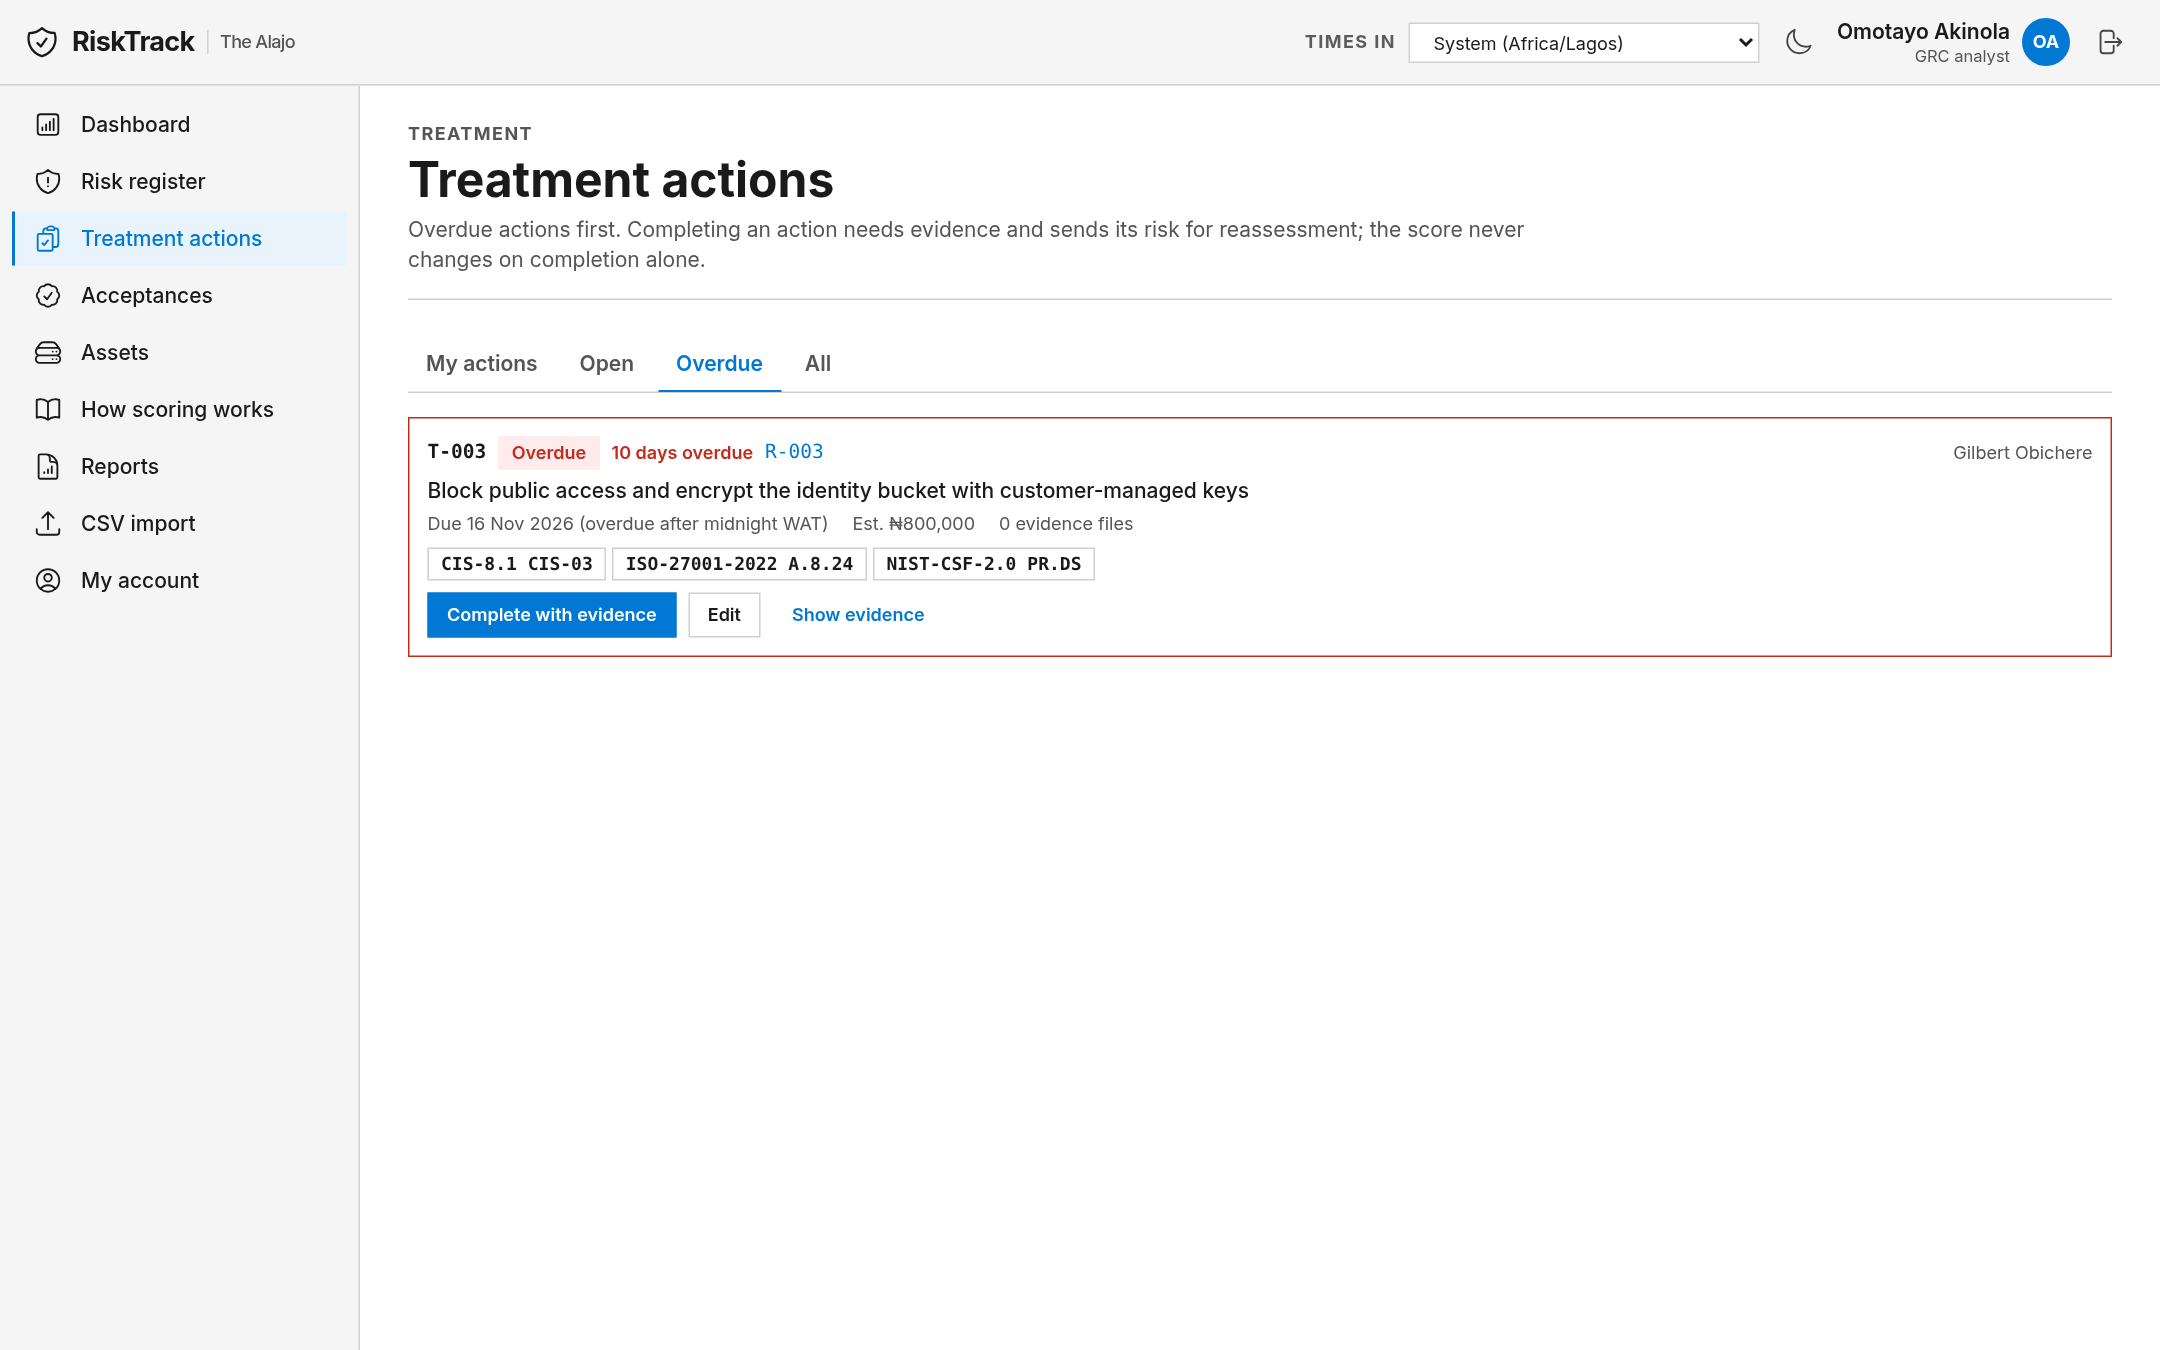 RiskTrack
The Alajo
TIMES IN
System (Africa/Lagos)
Omotayo Akinola
GRC analyst
OA
Dashboard
Risk register
Treatment actions
Acceptances
Assets
How scoring works
Reports
CSV import
My account
TREATMENT
Treatment actions
Overdue actions first. Completing an action needs evidence and sends its risk for reassessment; the score never
changes on completion alone.
My actions
Open
Overdue
All
T-003 Overdue 10 days overdue R-003
Gilbert Obichere
Block public access and encrypt the identity bucket with customer-managed keys
Due 16 Nov 2026 (overdue after midnight WAT) Est. ₦800,000 0 evidence files
CIS-8.1 CIS-03 ISO-27001-2022 A.8.24 NIST-CSF-2.0 PR.DS
Complete with evidence Edit Show evidence